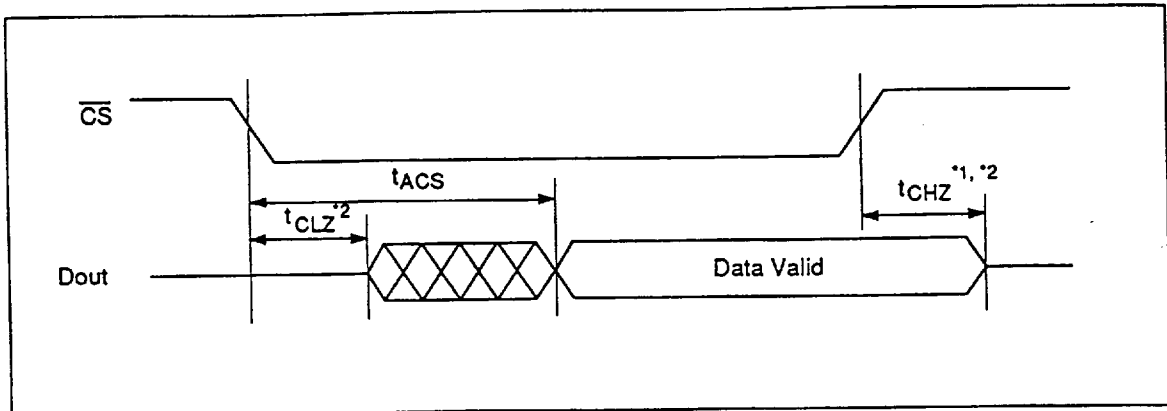 CS
tACS
tCLZ*2
tCHZ*1, *2
Dout
Data Valid